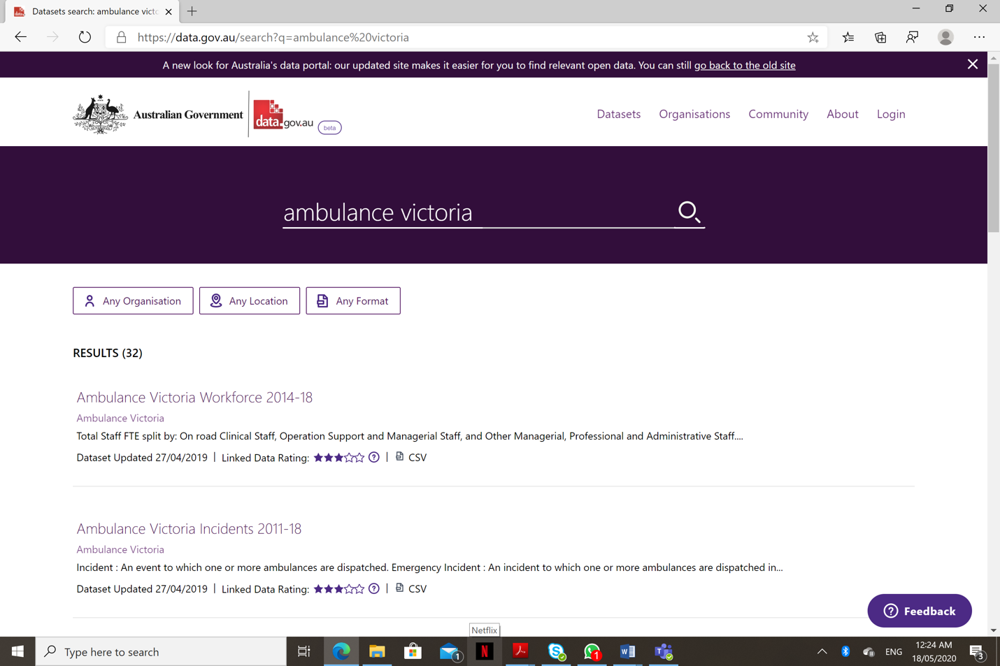 Datasets search: ambulance victo
https://data.gov.au/search?q=ambulance%20victoria
A new look for Australia's data portal: our updated site makes it easier for you to find relevant open data. You can still go back to the old site
Australian Government
data.gov.au
beta
Datasets Organisations Community About Login
ambulance victoria
Any Organisation Any Location Any Format
RESULTS (32)
Ambulance Victoria Workforce 2014-18
Ambulance Victoria
Total Staff FTE split by: On road Clinical Staff, Operation Support and Managerial Staff, and Other Managerial, Professional and Administrative Staff....
Dataset Updated 27/04/2019 | Linked Data Rating: ? | CSV
Ambulance Victoria Incidents 2011-18
Ambulance Victoria
Incident : An event to which one or more ambulances are dispatched. Emergency Incident : An incident to which one or more ambulances are dispatched in...
Dataset Updated 27/04/2019 | Linked Data Rating: ? | CSV
? Feedback
Netflix
Type here to search
1
N
S
1
W
T
ENG
12:24 AM
18/05/2020
3